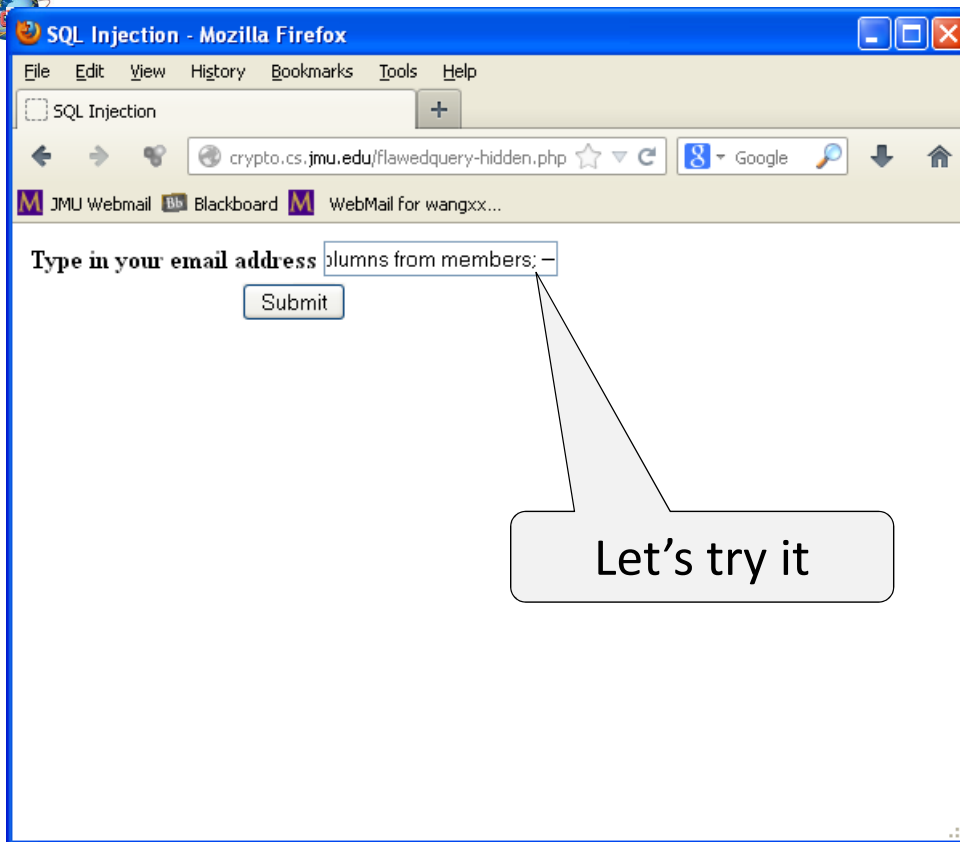 SQL Injection - Mozilla Firefox
File Edit View History Bookmarks Tools Help
SQL Injection +
crypto.cs.jmu.edu/flawedquery-hidden.php 8 Google
M JMU Webmail Bb Blackboard M WebMail for wangxx...
Type in your email address olumns from members; --
Submit
Let’s try it